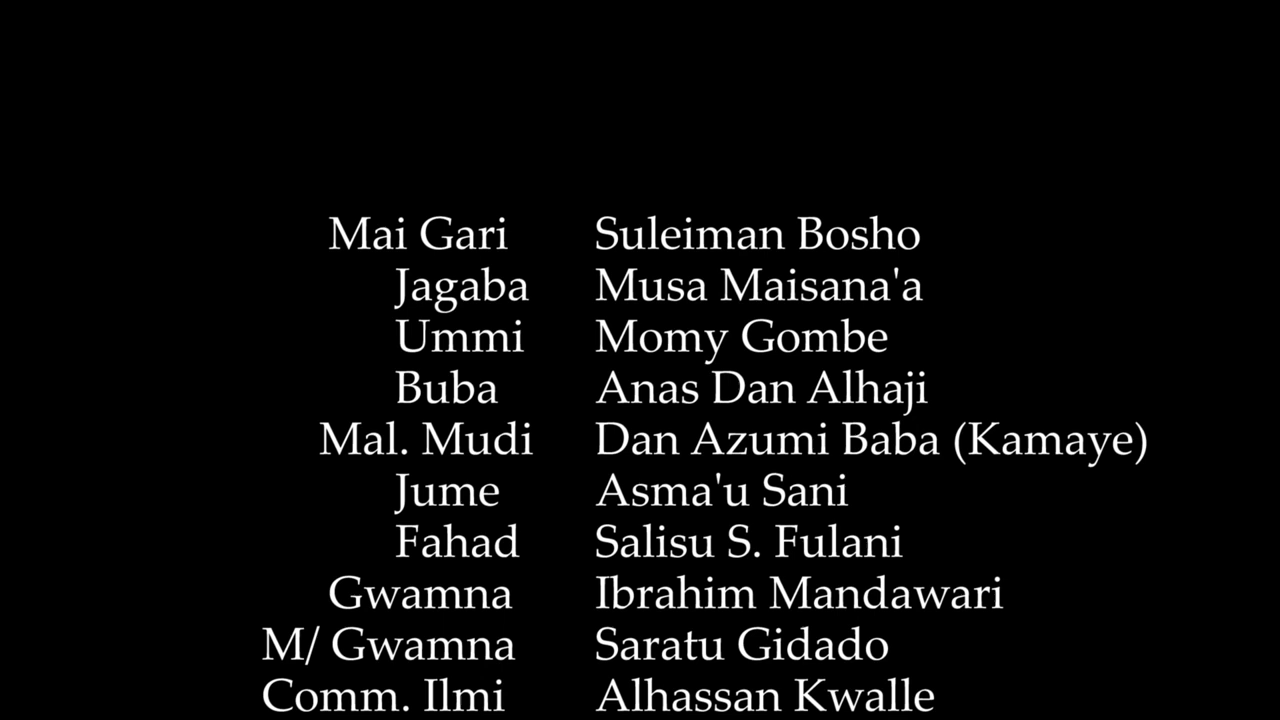 Mai Gari Suleiman Bosho
Jagaba Musa Maisana'a
Ummi Momy Gombe
Buba Anas Dan Alhaji
Mal. Mudi Dan Azumi Baba (Kamaye)
Jume Asma'u Sani
Fahad Salisu S. Fulani
Gwamna Ibrahim Mandawari
M/ Gwamna Saratu Gidado
Comm. Ilmi Alhassan Kwalle